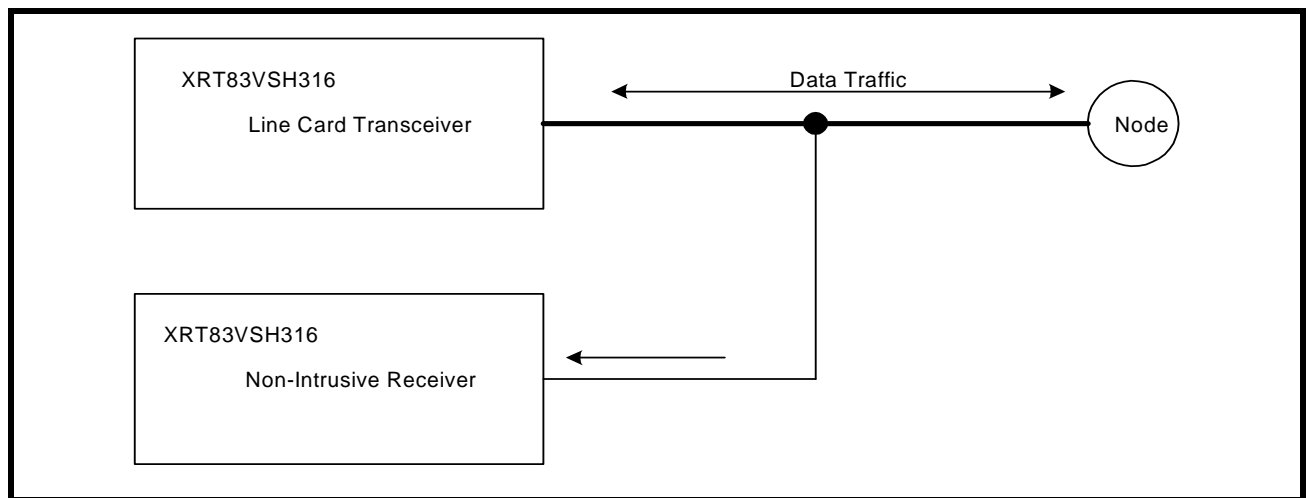 XRT83VSH316
Line Card Transceiver
Data Traffic
Node
XRT83VSH316
Non-Intrusive Receiver